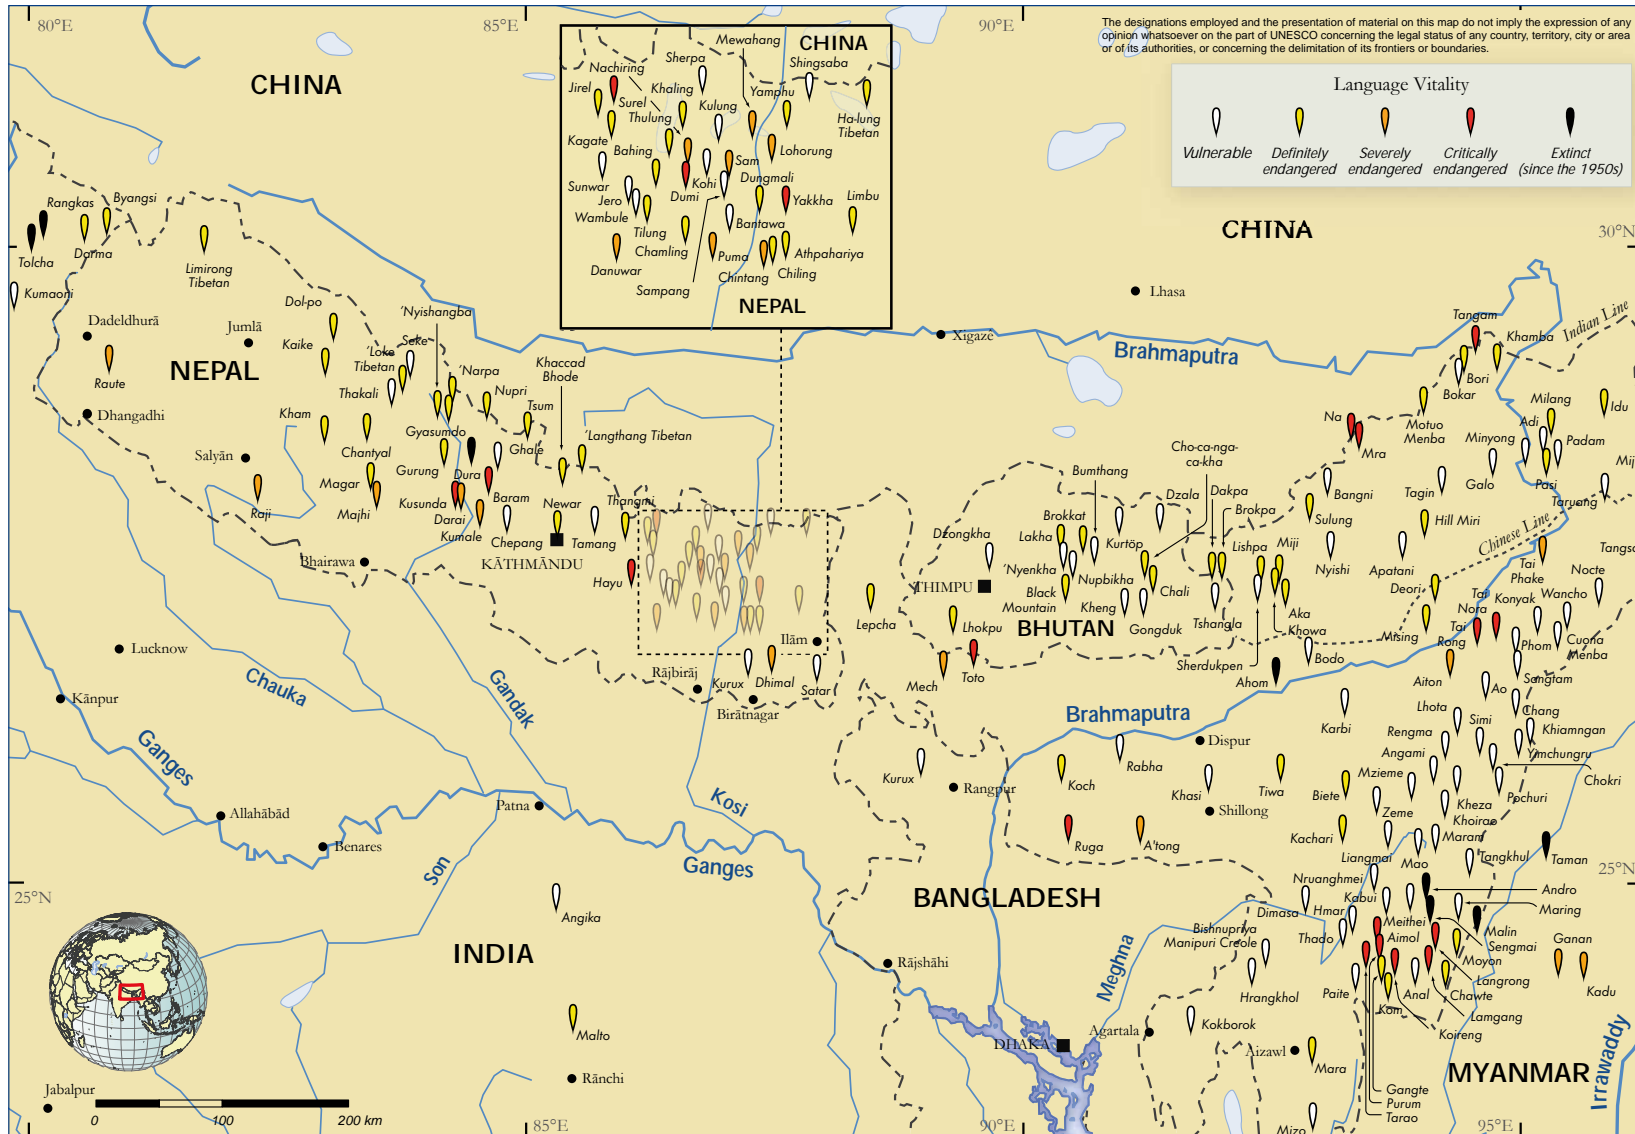 80°E
85°E
90°E
The designations employed and the presentation of material on this map do not imply the expression of any
opinion whatsoever on the part of UNESCO concerning the legal status of any country, territory, city or area
or of its authorities, or concerning the delimitation of its frontiers or boundaries.
Language Vitality
Vulnerable
Definitely
endangered
Severely
endangered
Critically
endangered
Extinct
(since the 1950s)
CHINA
CHINA
Mewahang
Sherpa
Shingsaba
Nachiring
Jirel
Surel
Khaling
Thulung
Kulung
Yamphu
Ha-lung
Tibetan
Kagate
Bahing
Sam
Lohorung
Sunwar
Kohi
Dungmali
Jero
Dumi
Yakkha
Limbu
Wambule
Tilung
Bantawa
Chamling
Puma
Athpahariya
Danuwar
Chintang
Chiling
Sampang
NEPAL
CHINA
30°N
Rangkas
Byangsi
Tolcha
Darma
Limirong
Tibetan
Kumaoni
Dol-po
'Nyishangba
Dadeldhurā
Jumlā
Seke
Kaike
'Loke
Tibetan
NEPAL
Raute
Thakali
'Narpa
Khaccad
Bhode
Nupri
Tsum
Dhangadhi
Kham
Gyasumdo
'Langthang Tibetan
Chantyal
Ghale
Salyān
Gurung
Dura
Magar
Kusunda
Baram
Newar
Thangmi
Raji
Majhi
Darai
Kumale
Chepang
Tamang
KĀTHMĀNDU
Bhairawa
Hayu
Lhasa
Xigazê
Brahmaputra
Tangam
Khamba
Indian Line
Bori
Bokar
Idu
Milang
Na
Motuo
Menba
Adi
Mra
Minyong
Padam
Cho-ca-nga-
ca-kha
Bumthang
Galo
Pasi
Mij
Dzala
Dakpa
Bangni
Tagin
Taruang
Brokkat
Brokpa
Sulung
Hill Miri
Chinese Line
Dzongkha
Lakha
Kurtöp
Lishpa
Miji
'Nyenkha
Nupbikha
Nyishi
Apatani
Tai
Phake
Tangsa
THIMPU
Black
Mountain
Kheng
Chali
Deori
Tai
Nora
Konyak
Nocte
Wancho
Lepcha
Lhokpu
BHUTAN
Gongduk
Tshangla
Aka
Khowa
Mising
Tai
Rong
Phom
Cuona
Menba
Ilām
Sherdukpen
Bodo
Mech
Toto
Ahom
Aiton
Sangtam
Lucknow
Rājbirāj
Kurux
Dhimal
Satar
Ao
Chauka
Gandak
Birātnagar
Karbi
Lhota
Chang
Kānpur
Brahmaputra
Simi
Khiamngan
Rengma
Ganges
Dispur
Angami
Yimchungru
Kurux
Rabha
Mzieme
Chokri
Rangpur
Koch
Khasi
Tiwa
Biete
Pochuri
Kosi
Patna
Shillong
Zeme
Kheza
Allahābād
Khoirao
Benares
Ruga
A'tong
Kachari
Maram
Son
Ganges
Liangmai
Mao
Tangkhul
Taman
25°N
25°N
Nruanghmei
Andro
Angika
BANGLADESH
Kabui
Maring
Dimasa
Hmar
Bishnupriya
Manipuri Creole
Meithei
Malin
Sengmai
INDIA
Thado
Aimol
Ganan
Moyon
Rājshāhi
Meghna
Langrong
Hrangkhol
Paite
Anal
Chawte
Kadu
Kom
Lamgang
Malto
Kokborok
Koireng
Agartala
DHAKA
Aizawl
Mara
MYANMAR
Irrawaddy
Rānchi
Gangte
Purum
Tarao
Jabalpur
0
100
200 km
85°E
90°E
Mizo
95°E